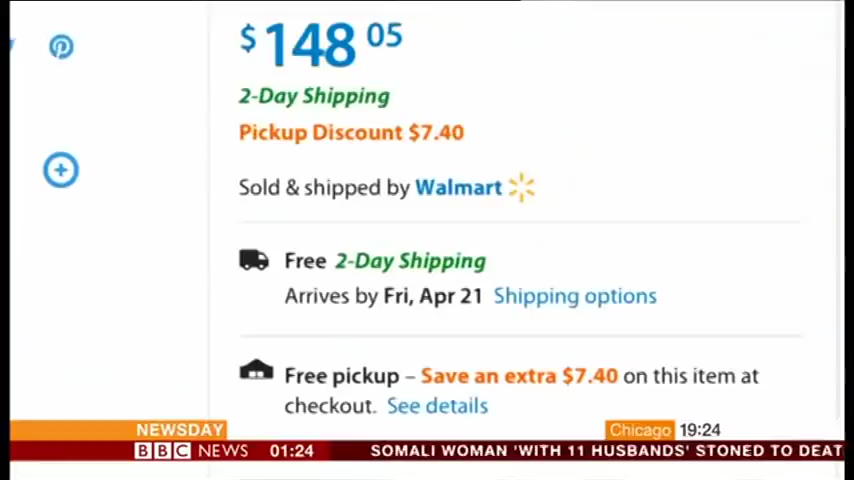 $148 05
2-Day Shipping
Pickup Discount $7.40
Sold & shipped by Walmart
Free 2-Day Shipping
Arrives by Fri, Apr 21 Shipping options
Free pickup – Save an extra $7.40 on this item at
checkout. See details
NEWSDAY
Chicago 19:24
BBC NEWS 01:24 SOMALI WOMAN 'WITH 11 HUSBANDS' STONED TO DEAT